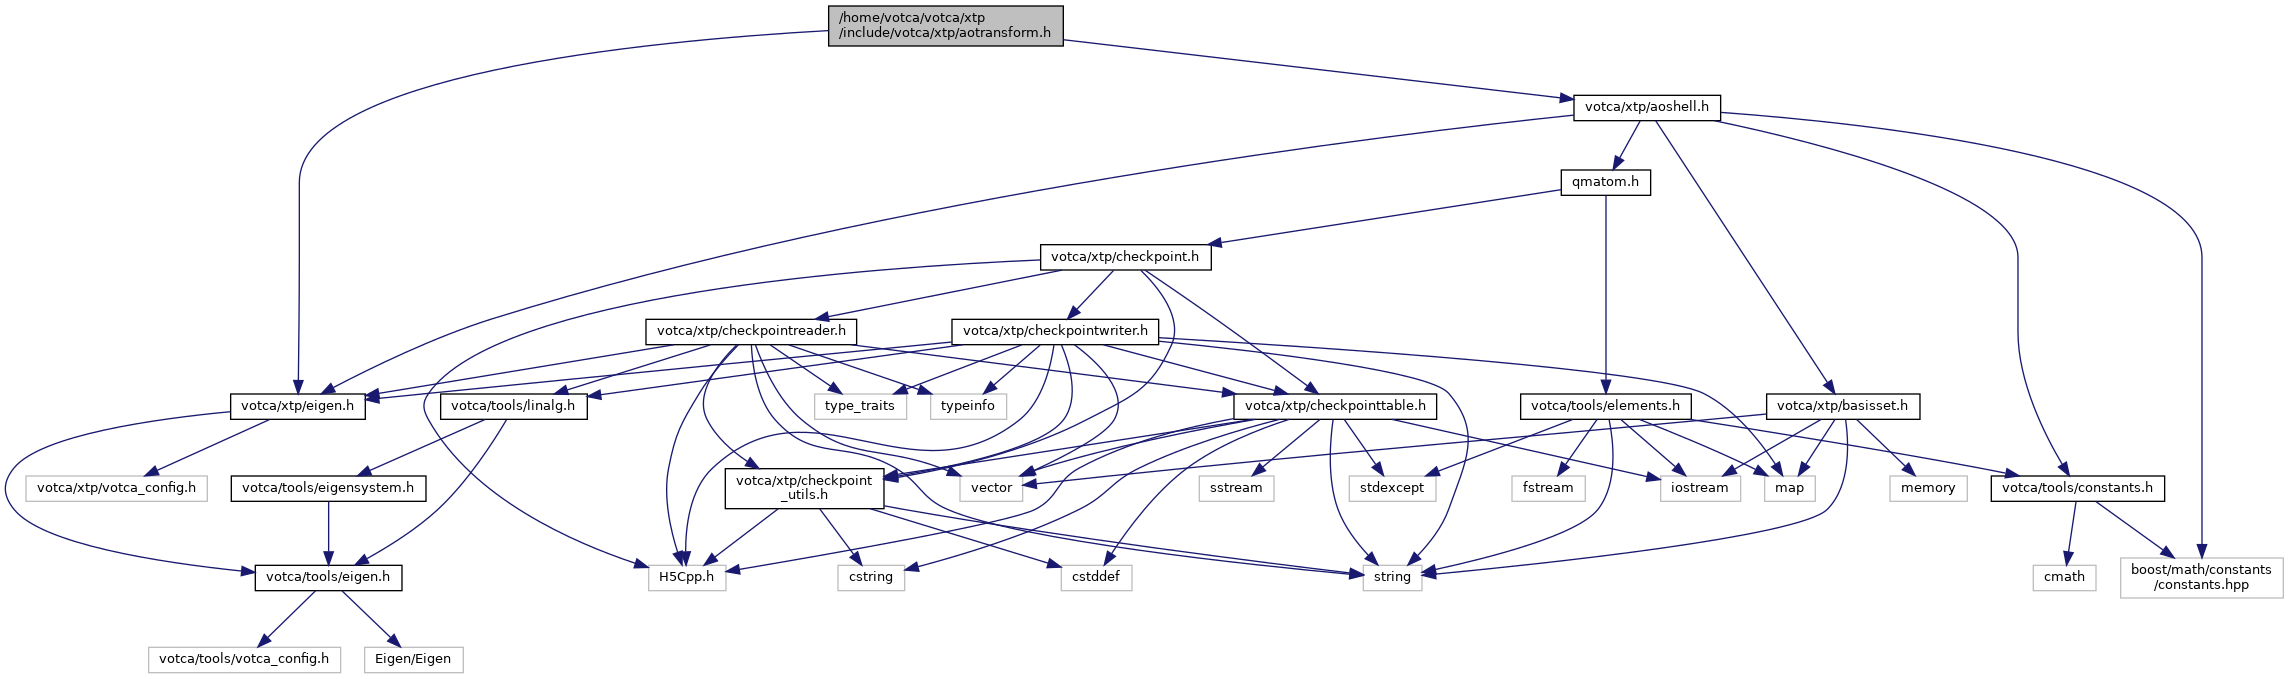 /home/votca/votca/xtp
/include/votca/xtp/aotransform.h
votca/xtp/aoshell.h
qmatom.h
votca/xtp/checkpoint.h
votca/xtp/checkpointreader.h
votca/xtp/checkpointwriter.h
votca/xtp/eigen.h
votca/tools/linalg.h
type_traits
typeinfo
votca/xtp/checkpointtable.h
votca/tools/elements.h
votca/xtp/basisset.h
votca/xtp/votca_config.h
votca/tools/eigensystem.h
votca/xtp/checkpoint
_utils.h
vector
sstream
stdexcept
fstream
iostream
map
memory
votca/tools/constants.h
votca/tools/eigen.h
H5Cpp.h
cstring
cstddef
string
cmath
boost/math/constants
/constants.hpp
votca/tools/votca_config.h
Eigen/Eigen